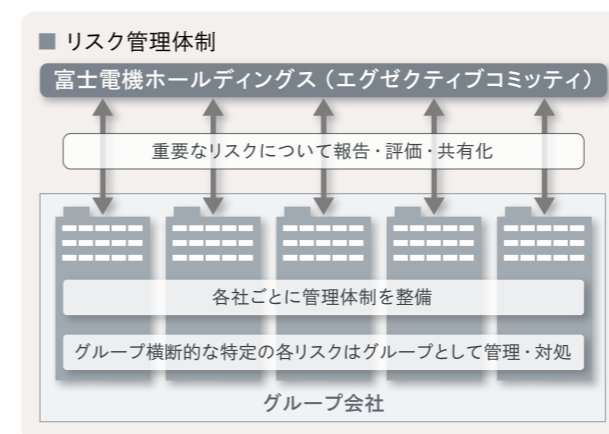 ■ リスク管理体制
富士電機ホールディングス（エグゼクティブコミッティ）
重要なリスクについて報告・評価・共有化
各社ごとに管理体制を整備
グループ横断的な特定の各リスクはグループとして管理・対処
グループ会社